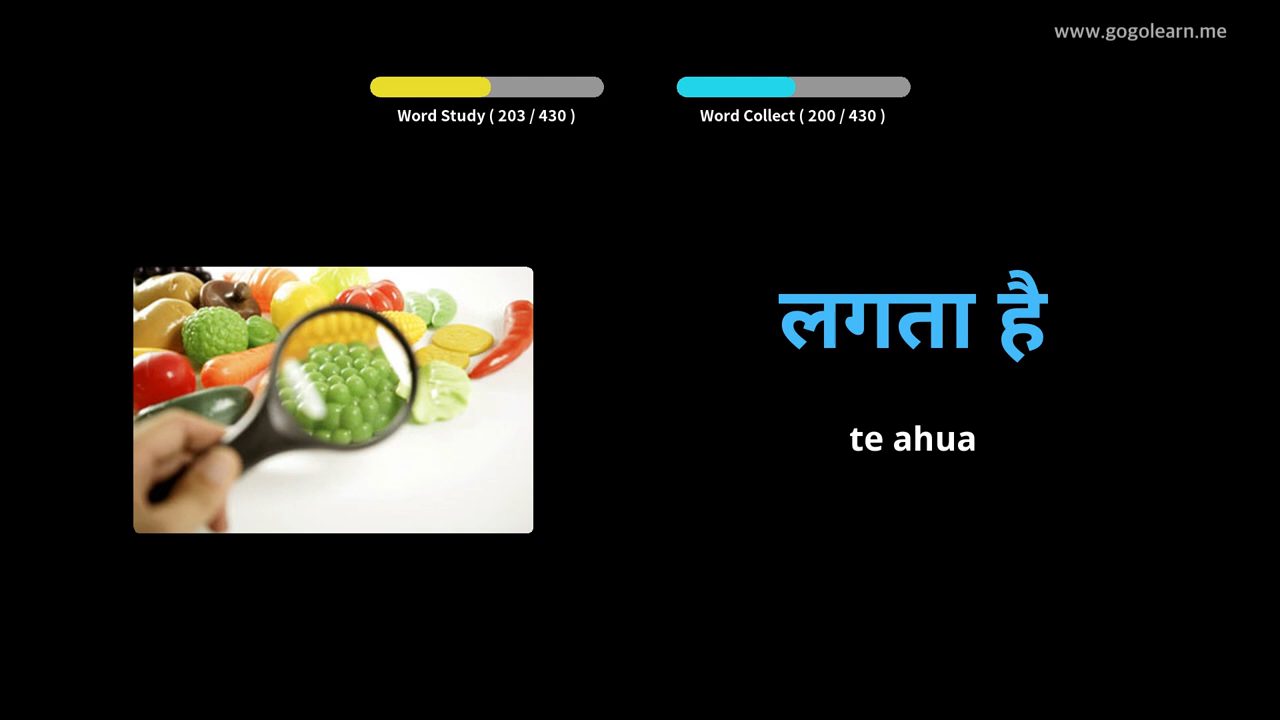 www.gogolearn.me
Word Study ( 203 / 430 )
Word Collect ( 200 / 430 )
लगता है
te ahua